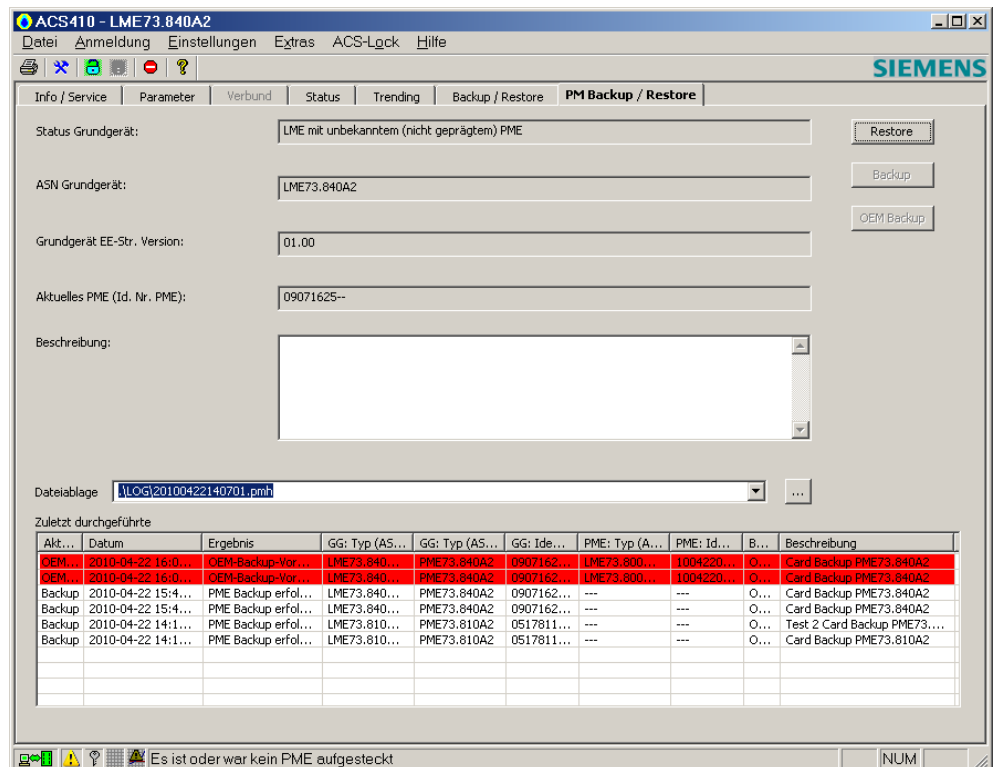 ACS410 - LME73.840A2
Datei Anmeldung Einstellungen Extras ACS-Lock Hilfe
SIEMENS
Info / Service Parameter Verbund Status Trending Backup / Restore PM Backup / Restore
Status Grundgerät: LME mit unbekanntem (nicht geprägtem) PME Restore
ASN Grundgerät: LME73.840A2 Backup
OEM Backup
Grundgerät EE-Str. Version: 01.00
Aktuelles PME (Id. Nr. PME): 09071625--
Beschreibung:
Dateiablage .\LOG\20100422140701.pmh ...
Zuletzt durchgeführte
Akt... Datum Ergebnis GG: Typ (AS... GG: Typ (AS... GG: Ide... PME: Typ (A... PME: Id... B... Beschreibung
OEM... 2010-04-22 16:0... OEM-Backup-Vor... LME73.840... PME73.840A2 0907162... LME73.800... 1004220... O... Card Backup PME73.840A2
OEM... 2010-04-22 16:0... OEM-Backup-Vor... LME73.840... PME73.840A2 0907162... LME73.800... 1004220... O... Card Backup PME73.840A2
Backup 2010-04-22 15:4... PME Backup erfol... LME73.840... PME73.840A2 0907162... --- --- O... Card Backup PME73.840A2
Backup 2010-04-22 15:4... PME Backup erfol... LME73.840... PME73.840A2 0907162... --- --- O... Card Backup PME73.840A2
Backup 2010-04-22 14:1... PME Backup erfol... LME73.810... PME73.810A2 0517811... --- --- O... Test 2 Card Backup PME73....
Backup 2010-04-22 14:1... PME Backup erfol... LME73.810... PME73.810A2 0517811... --- --- O... Card Backup PME73.810A2
Es ist oder war kein PME aufgesteckt NUM